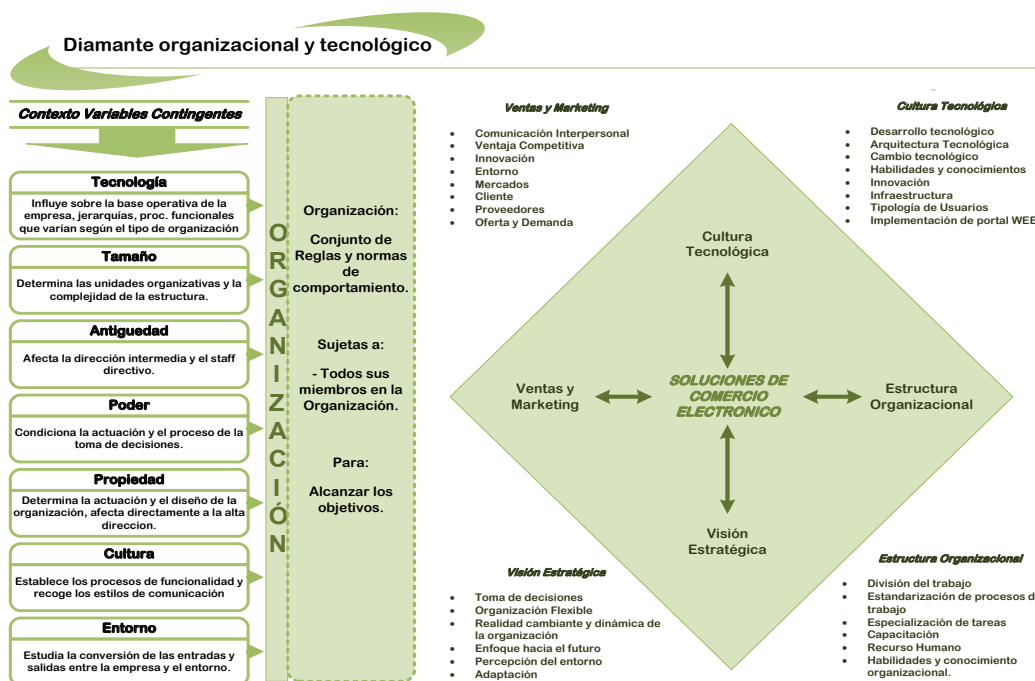 Diamante organizacional y tecnológico
Contexto Variables Contingentes
Tecnología
Influye sobre la base operativa de la
empresa, jerarquías, proc. funcionales
que varían según el tipo de organización
Tamaño
Determina las unidades organizativas y la
complejidad de la estructura.
Antiguedad
Afecta la dirección intermedia y el staff
directivo.
Poder
Condiciona la actuación y el proceso de la
toma de decisiones.
Propiedad
Determina la actuación y el diseño de la
organización, afecta directamente a la alta
direccion.
Cultura
Establece los procesos de funcionalidad y
recoge los estilos de comunicación
Entorno
Estudia la conversión de las entradas y
salidas entre la empresa y el entorno.
ORGANIZACIÓN
Organización:
Conjunto de
Reglas y normas
de
comportamiento.
Sujetas a:
- Todos sus
miembros en la
Organización.
Para:
Alcanzar los
objetivos.
Ventas y Marketing
• Comunicación Interpersonal
• Ventaja Competitiva
• Innovación
• Entorno
• Mercados
• Cliente
• Proveedores
• Oferta y Demanda
Cultura Tecnológica
• Desarrollo tecnológico
• Arquitectura Tecnológica
• Cambio tecnológico
• Habilidades y conocimientos
• Innovación
• Infraestructura
• Tipología de Usuarios
• Implementación de portal WEB
Cultura
Tecnológica
Ventas y
Marketing
SOLUCIONES DE
COMERCIO
ELECTRONICO
Estructura
Organizacional
Visión
Estratégica
Visión Estratégica
• Toma de decisiones
• Organización Flexible
• Realidad cambiante y dinámica de
la organización
• Enfoque hacia el futuro
• Percepción del entorno
• Adaptación
Estructura Organizacional
• División del trabajo
• Estandarización de procesos d
trabajo
• Especialización de tareas
• Capacitación
• Recurso Humano
• Habilidades y conocimiento
organizacional.